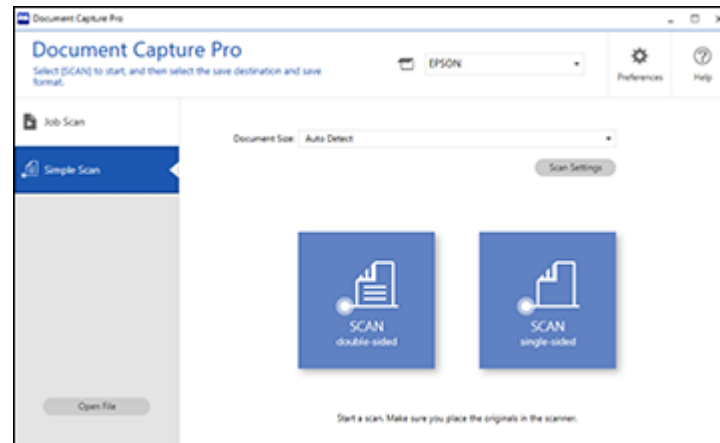 Document Capture Pro
Document Capture Pro
Select [SCAN] to start, and then select the save destination and save
format.
EPSON
Preferences
Help
Job Scan
Document Size:
Auto Detect
Simple Scan
Scan Settings
SCAN
double-sided
SCAN
single-sided
Open File
Start a scan. Make sure you place the originals in the scanner.